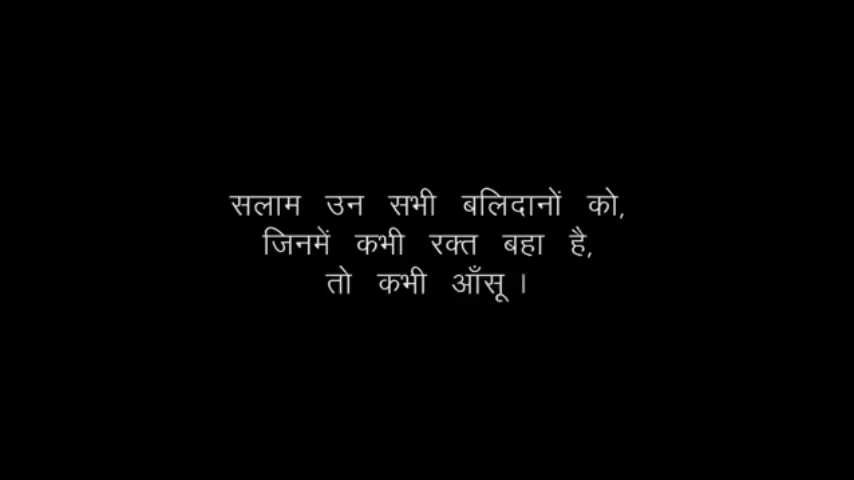 सलाम उन सभी बलिदानों को,
जिनमें कभी रक्त बहा है,
तो कभी आँसू ।